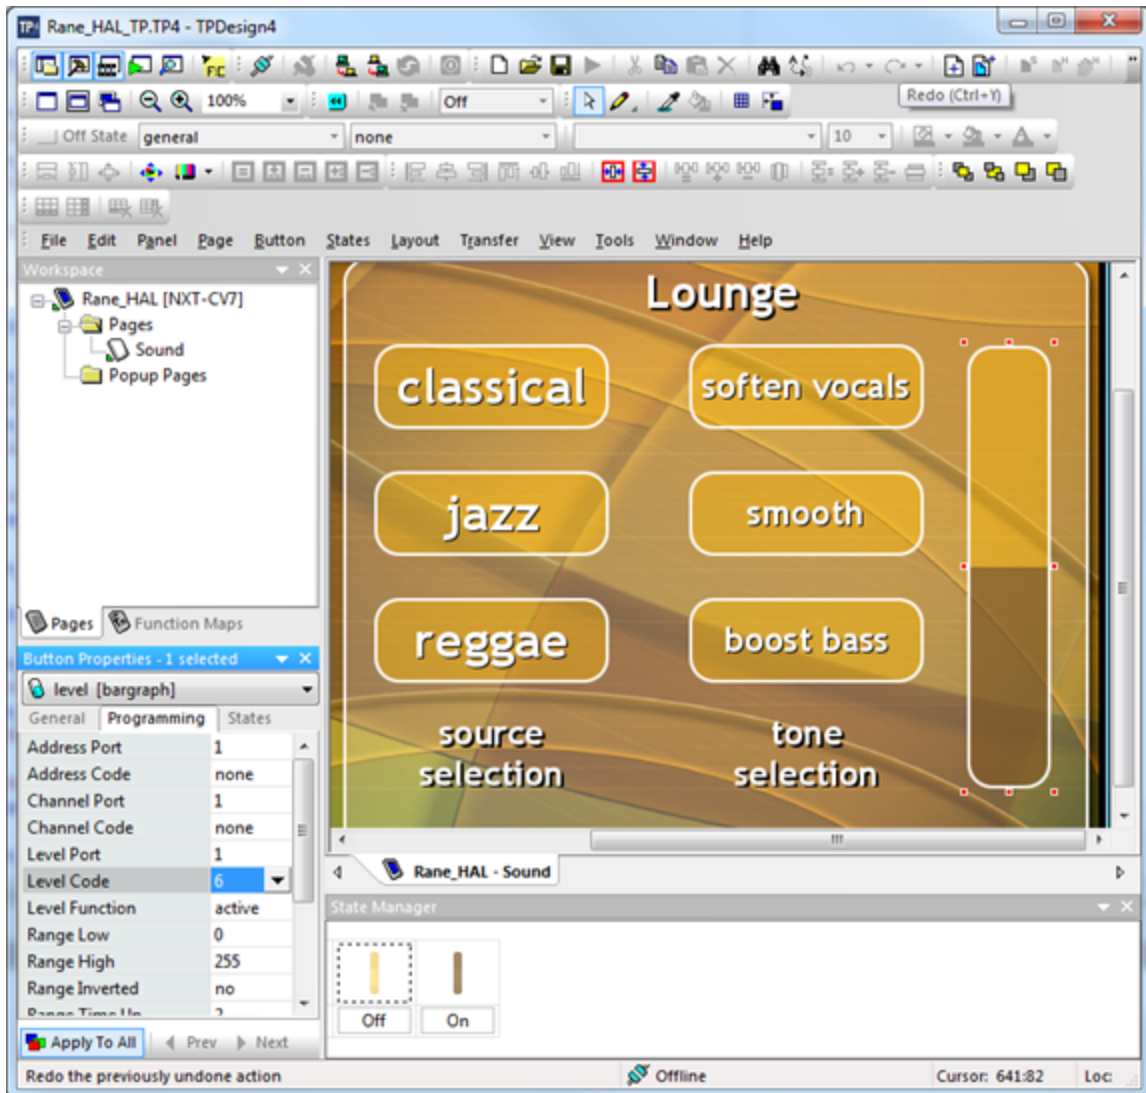 Rane_HAL_TP.TP4 - TPDesign4
100%
Off
Redo (Ctrl+Y)
Off State general none 10
File Edit Panel Page Button States Layout Transfer View Tools Window Help
Workspace
Rane_HAL [NXT-CV7]
Pages
Sound
Popup Pages
Pages Function Maps
Button Properties - 1 selected
level [bargraph]
General Programming States
Address Port 1
Address Code none
Channel Port 1
Channel Code none
Level Port 1
Level Code 6
Level Function active
Range Low 0
Range High 255
Range Inverted no
Range Time Up 2
Apply To All Prev Next
Lounge
classical soften vocals
jazz smooth
reggae boost bass
source tone
selection selection
Rane_HAL - Sound
State Manager
Off On
Redo the previously undone action Offline Cursor: 641:82 Loc: